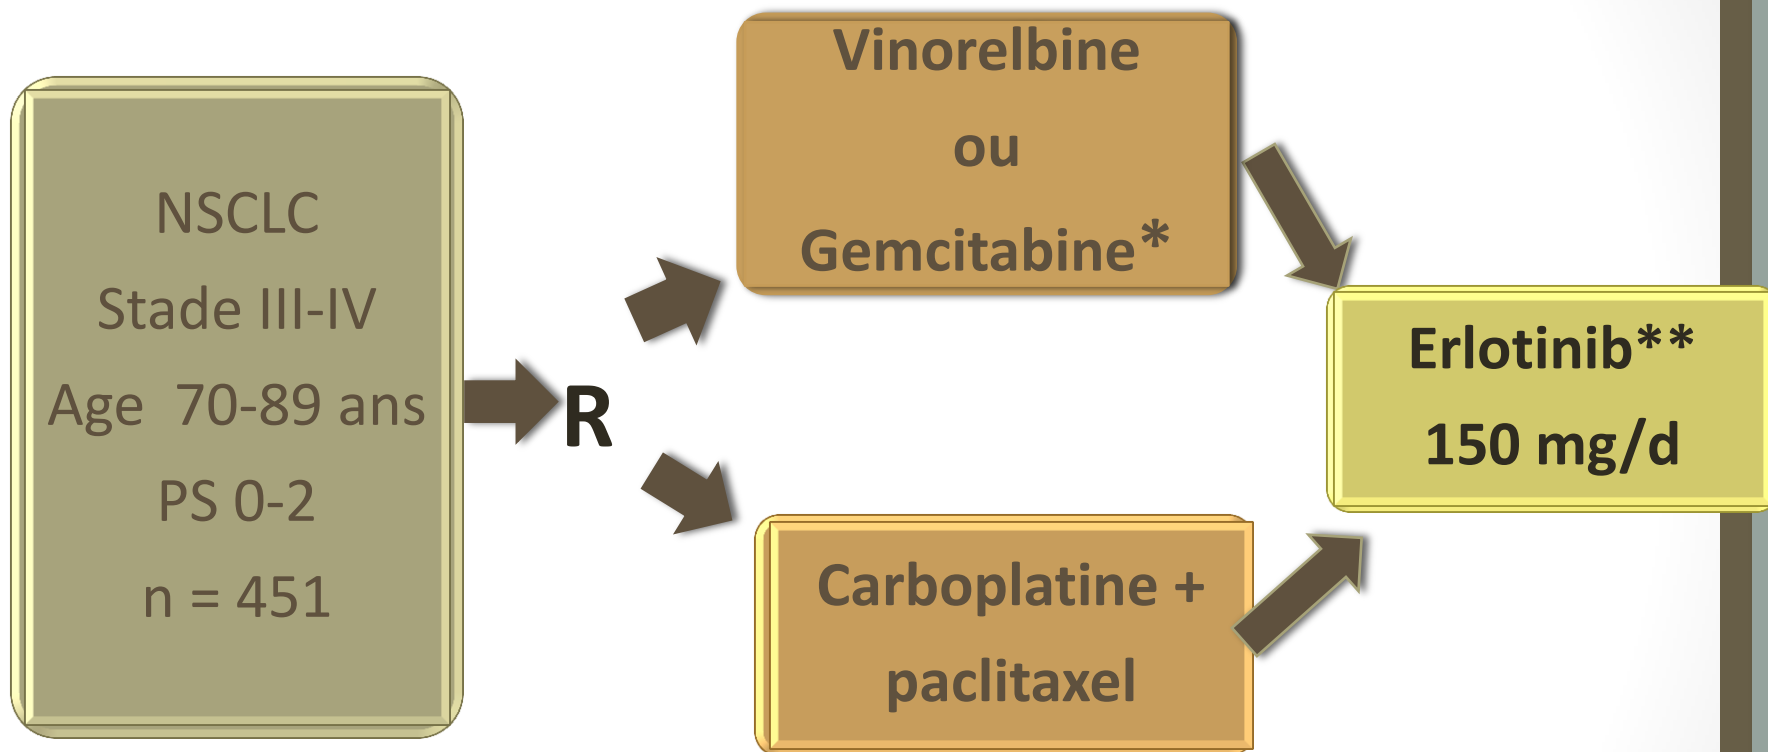 NSCLC
Stade III-IV
Age 70-89 ans
PS 0-2
n = 451
R
Vinorelbine
ou
Gemcitabine*
Carboplatine +
paclitaxel
Erlotinib**
150 mg/d